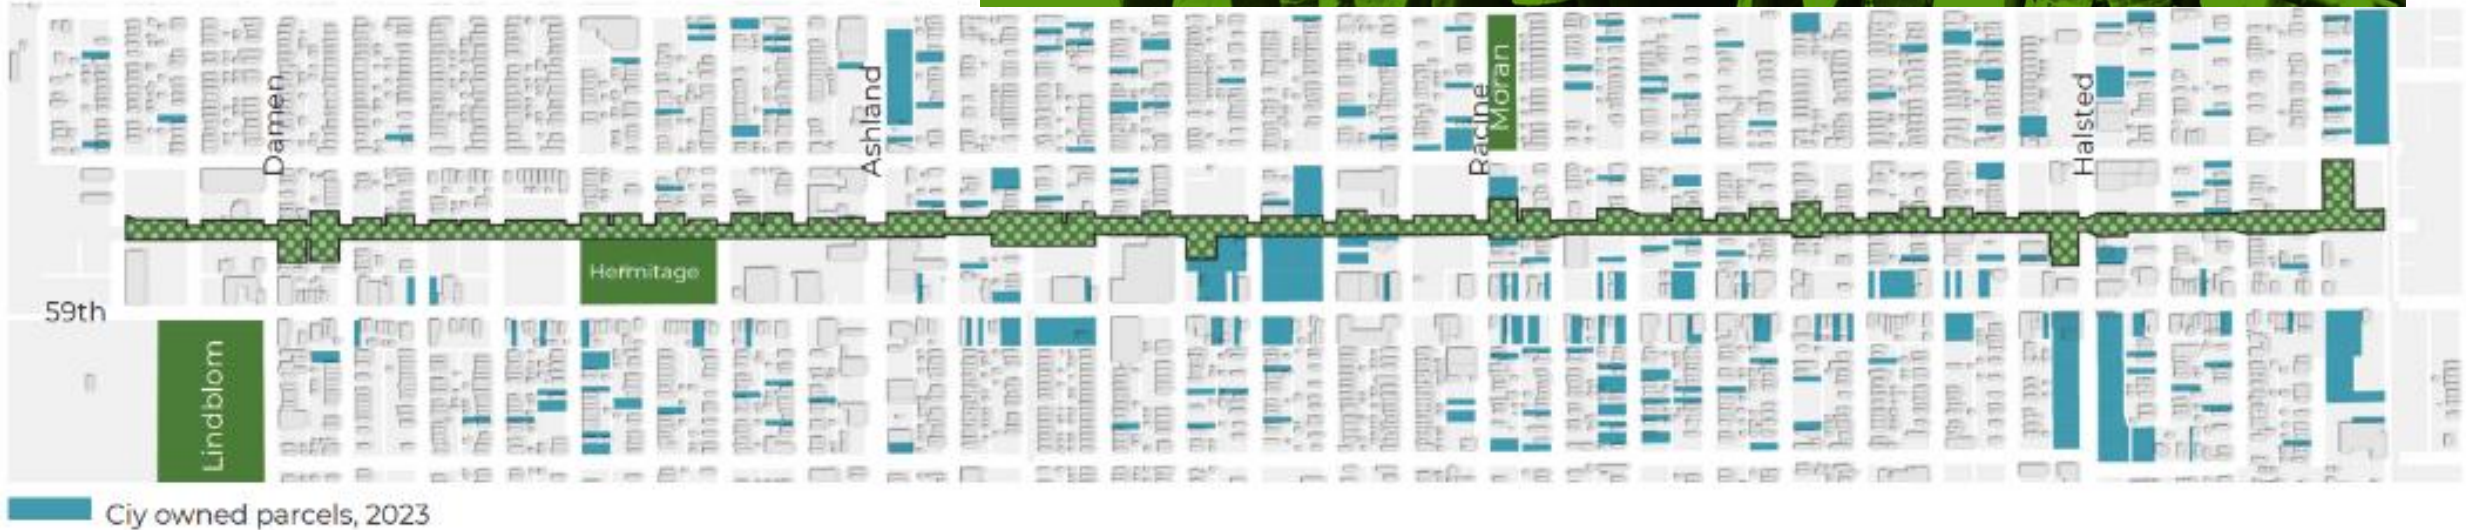 Damen
Ashland
Racine
Moran
Halsted
Hermitage
59th
Lindblom
Ciy owned parcels, 2023